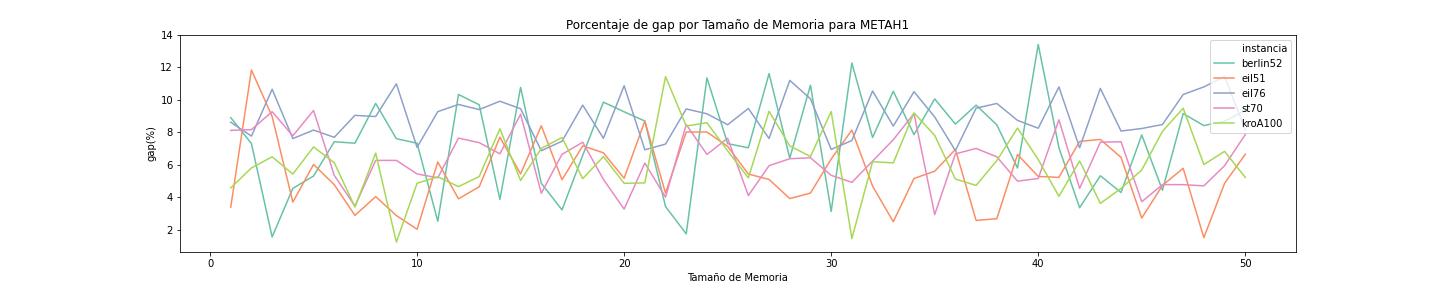 Porcentaje de gap por Tamaño de Memoria para METAH1
gap(%)
14
12
10
8
6
4
2
0
10
20
30
40
50
Tamaño de Memoria
instancia
berlin52
eil51
eil76
st70
kroA100